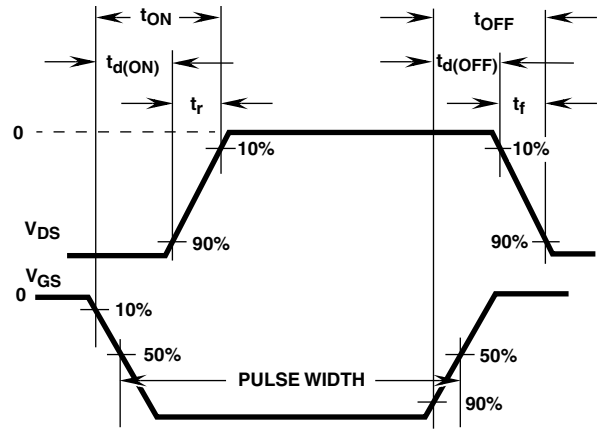 tON tOFF
td(ON) td(OFF)
tr tf
0
10% 10%
VDS
90% 90%
VGS
0
10%
50% 50%
PULSE WIDTH
90%